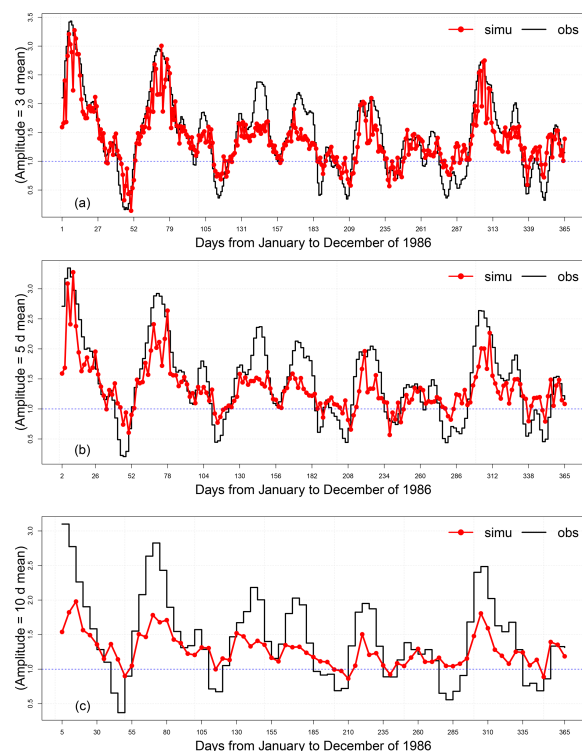 simu obs
(Amplitude = 3 d mean)
3.5
3.0
2.5
2.0
1.5
1.0
0.5
(a)
1 27 52 79 105 131 157 183 209 235 261 287 313 339 365
Days from January to December of 1986
simu obs
(Amplitude = 5 d mean)
3.0
2.5
2.0
1.5
1.0
0.5
(b)
2 26 52 78 104 130 156 182 208 234 260 286 312 338 365
Days from January to December of 1986
simu obs
(Amplitude = 10 d mean)
3.0
2.5
2.0
1.5
1.0
0.5
(c)
5 30 50 80 105 130 155 180 205 230 255 285 310 335 365
Days from January to December of 1986